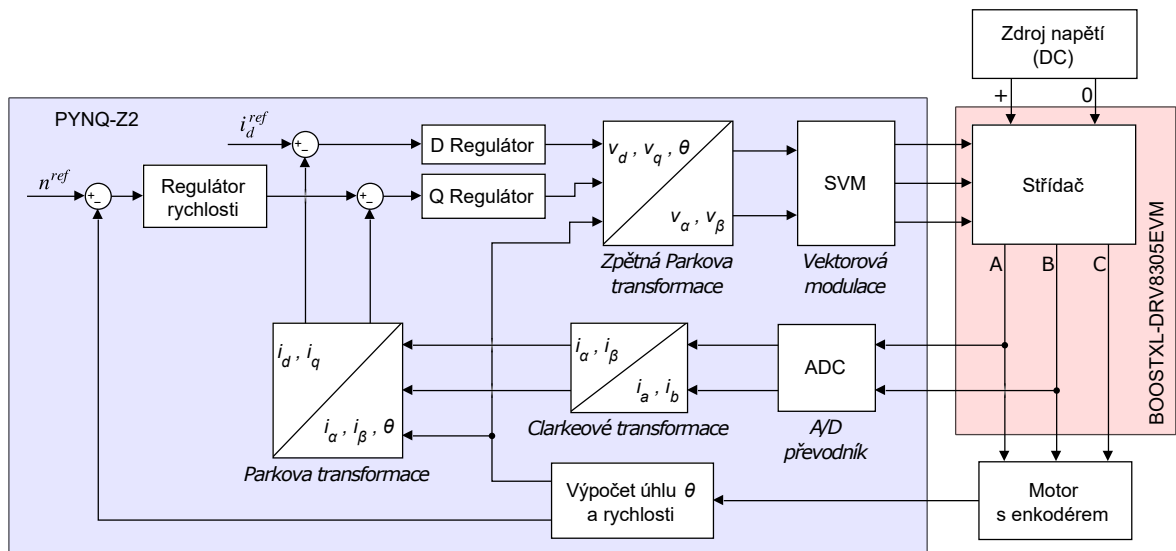 Zdroj napětí
(DC)
+
0
PYNQ-Z2
i_d^{ref}
+
−
D Regulátor
n^{ref}
+
−
Regulátor
rychlosti
+
−
Q Regulátor
v_d , v_q , θ
v_α , v_β
Zpětná Parkova
transformace
SVM
Vektorová
modulace
Střídač
A
B
C
BOOSTXL-DRV8305EVM
i_d , i_q
i_α , i_β , θ
Parkova transformace
i_α , i_β
i_a , i_b
Clarkeové transformace
ADC
A/D
převodník
Výpočet úhlu θ
a rychlosti
Motor
s enkodérem